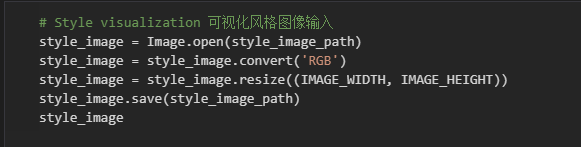 # Style visualization 可视化风格图像输入
style_image = Image.open(style_image_path)
style_image = style_image.convert('RGB')
style_image = style_image.resize((IMAGE_WIDTH, IMAGE_HEIGHT))
style_image.save(style_image_path)
style_image